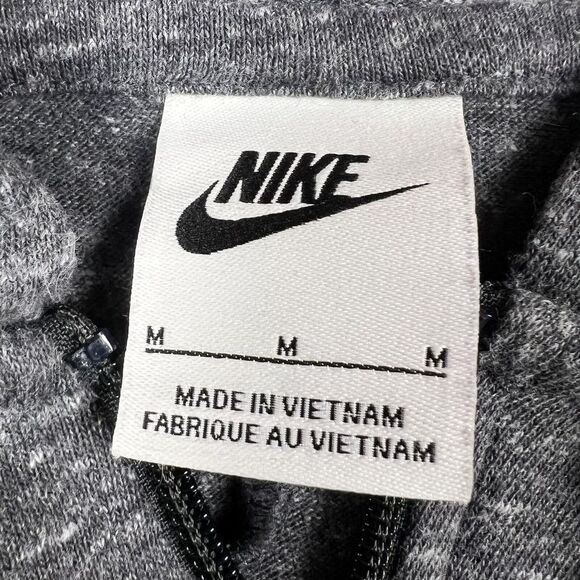 NIKE
M M M
MADE IN VIETNAM
FABRIQUE AU VIETNAM